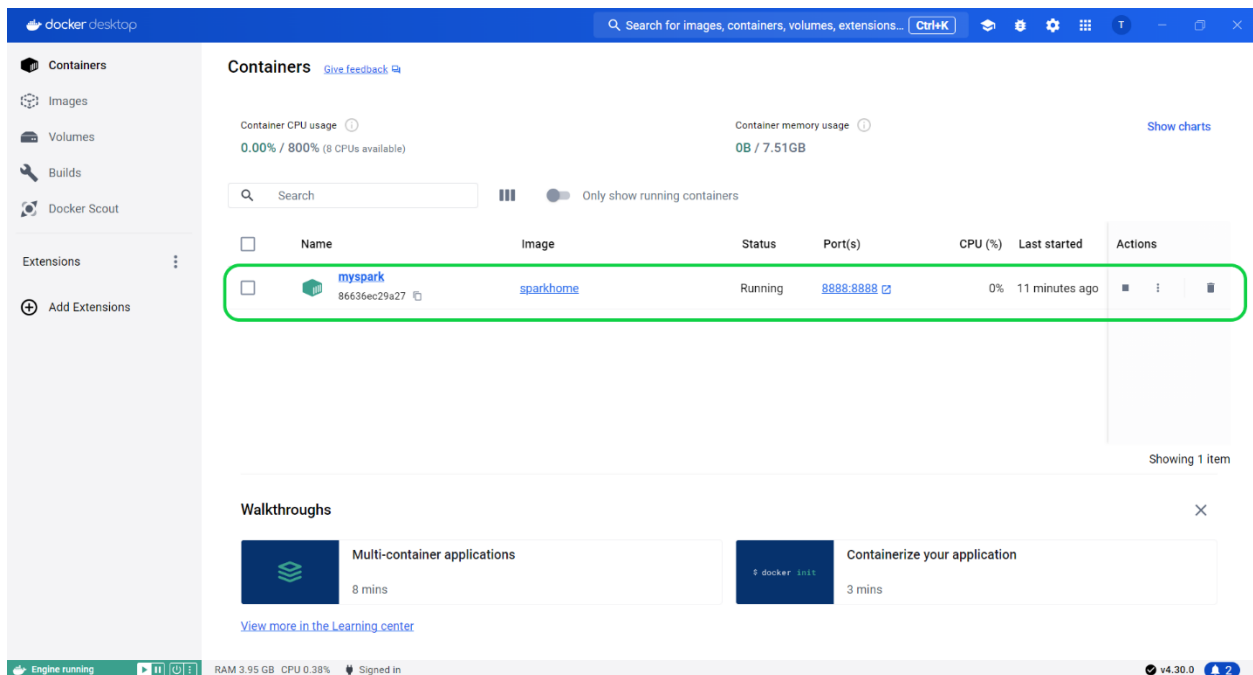 docker desktop
Search for images, containers, volumes, extensions... Ctrl+K
T
Containers
Images
Volumes
Builds
Docker Scout
Extensions
Add Extensions
Containers Give feedback
Container CPU usage
0.00% / 800% (8 CPUs available)
Container memory usage
0B / 7.51GB
Show charts
Search
Only show running containers
Name Image Status Port(s) CPU (%) Last started Actions
myspark
86636ec29a27
sparkhome Running 8888:8888 0% 11 minutes ago
Showing 1 item
Walkthroughs
Multi-container applications
8 mins
$ docker init
Containerize your application
3 mins
View more in the Learning center
Engine running RAM 3.95 GB CPU 0.38% Signed in v4.30.0 2